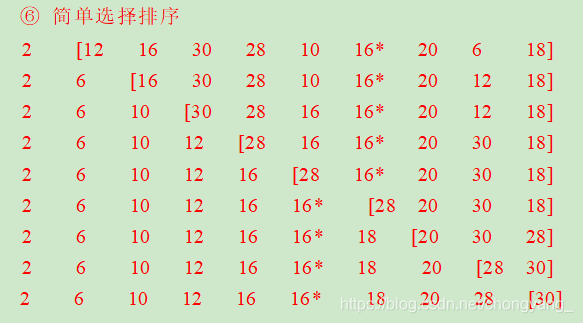 ⑥ 简单选择排序
2 [12 16 30 28 10 16* 20 6 18]
2 6 [16 30 28 10 16* 20 12 18]
2 6 10 [30 28 16 16* 20 12 18]
2 6 10 12 [28 16 16* 20 30 18]
2 6 10 12 16 [28 16* 20 30 18]
2 6 10 12 16 16* [28 20 30 18]
2 6 10 12 16 16* 18 [20 30 28]
2 6 10 12 16 16* 18 20 [28 30]
2 6 10 12 16 16* 18 20 28 [30]
https://blog.csdn.net/chongyang_